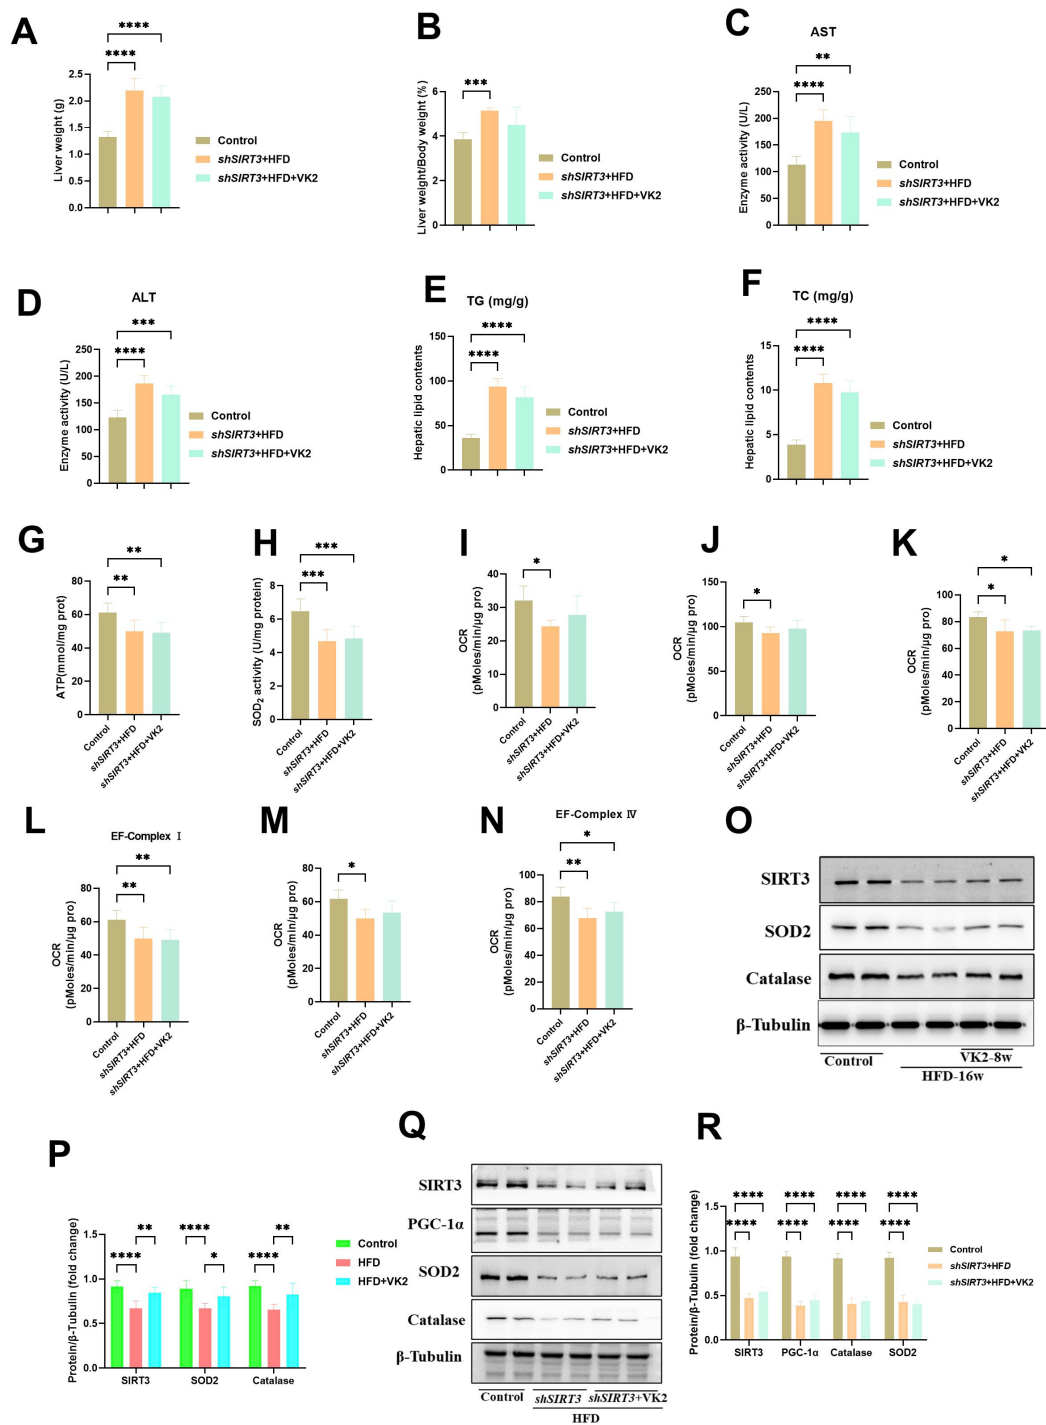 A
****
****
Liver weight (g)
2.5
2.0
1.5
1.0
0.5
0.0
Control
shSIRT3+HFD
shSIRT3+HFD+VK2
B
***
Liver weight/Body weight (%)
6
4
2
0
Control
shSIRT3+HFD
shSIRT3+HFD+VK2
C
AST
**
****
Enzyme activity (U/L)
250
200
150
100
50
0
Control
shSIRT3+HFD
shSIRT3+HFD+VK2
D
ALT
***
****
Enzyme activity (U/L)
250
200
150
100
50
0
Control
shSIRT3+HFD
shSIRT3+HFD+VK2
E
TG (mg/g)
****
****
Hepatic lipid contents
150
100
50
0
Control
shSIRT3+HFD
shSIRT3+HFD+VK2
F
TC (mg/g)
****
****
Hepatic lipid contents
15
10
5
0
Control
shSIRT3+HFD
shSIRT3+HFD+VK2
G
**
**
ATP(mmol/mg prot)
80
60
40
20
0
Control
shSIRT3+HFD
shSIRT3+HFD+VK2
H
***
***
SOD₂ activity (U/mg protein)
8
6
4
2
0
Control
shSIRT3+HFD
shSIRT3+HFD+VK2
I
*
OCR
(pMoles/min/µg pro)
40
30
20
10
0
Control
shSIRT3+HFD
shSIRT3+HFD+VK2
J
*
OCR
(pMoles/min/µg pro)
150
100
50
0
Control
shSIRT3+HFD
shSIRT3+HFD+VK2
K
*
*
OCR
(pMoles/min/µg pro)
100
80
60
40
20
0
Control
shSIRT3+HFD
shSIRT3+HFD+VK2
L
EF-Complex Ⅰ
**
**
OCR
(pMoles/min/µg pro)
80
60
40
20
0
Control
shSIRT3+HFD
shSIRT3+HFD+VK2
M
*
OCR
(pMoles/min/µg pro)
80
60
40
20
0
Control
shSIRT3+HFD
shSIRT3+HFD+VK2
N
EF-Complex Ⅳ
*
**
OCR
(pMoles/min/µg pro)
100
80
60
40
20
0
Control
shSIRT3+HFD
shSIRT3+HFD+VK2
O
SIRT3
SOD2
Catalase
β-Tubulin
Control
VK2-8w
HFD-16w
P
Protein/β-Tubulin (fold change)
1.5
1.0
0.5
0.0
**
****
****
*
**
****
SIRT3
SOD2
Catalase
Control
HFD
HFD+VK2
Q
SIRT3
PGC-1α
SOD2
Catalase
β-Tubulin
Control
shSIRT3
shSIRT3+VK2
HFD
R
Protein/β-Tubulin (fold change)
1.5
1.0
0.5
0.0
**** **** **** ****
**** **** **** ****
SIRT3
PGC-1α
Catalase
SOD2
Control
shSIRT3+HFD
shSIRT3+HFD+VK2